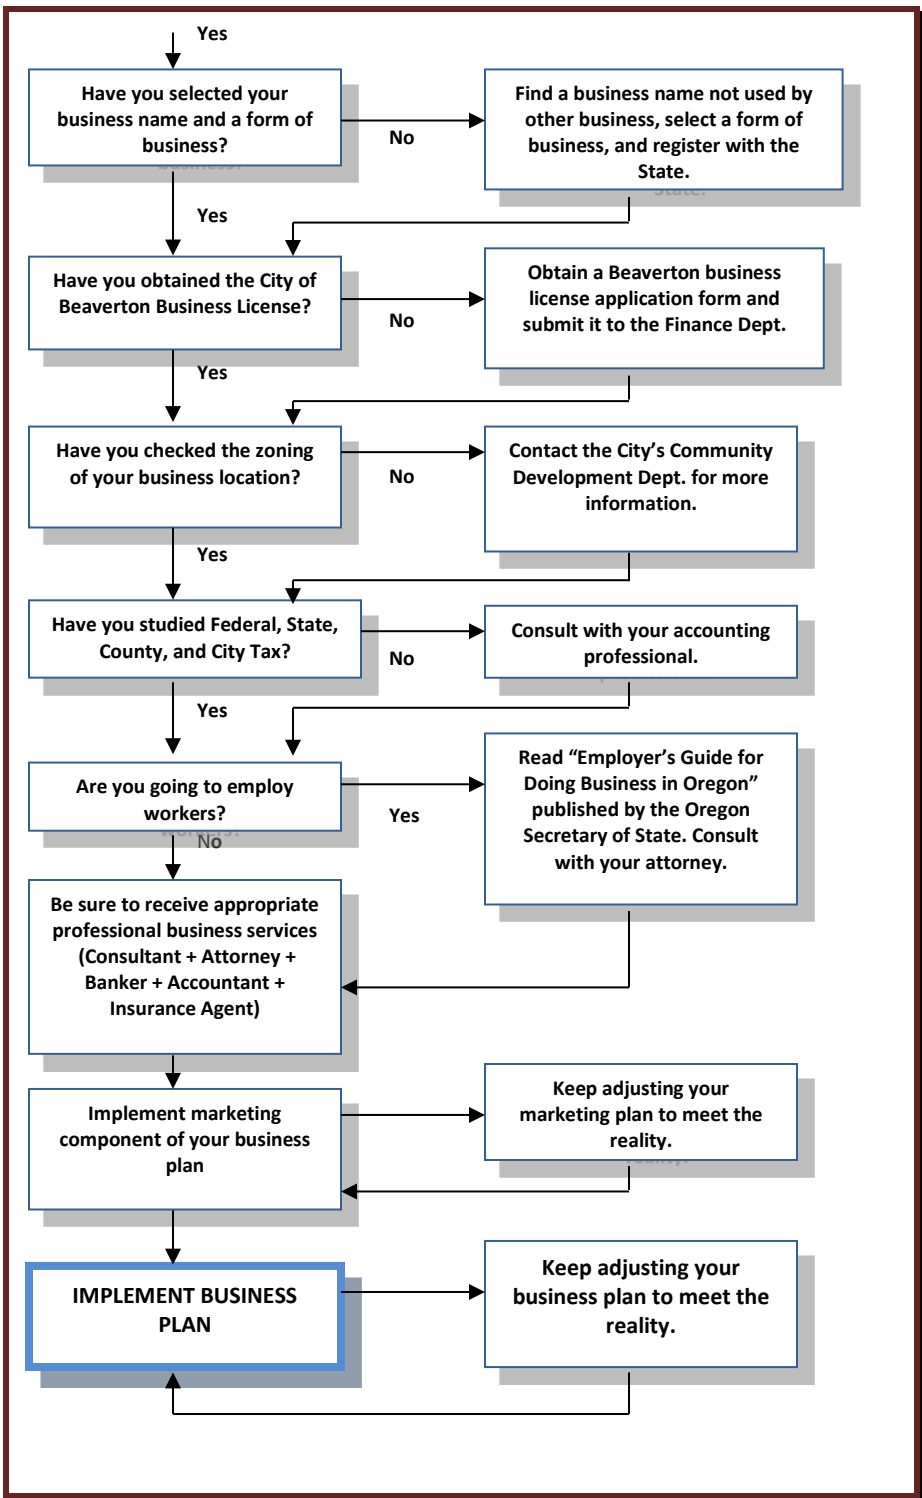 Yes
Have you selected your
business name and a form of
business?
No
Find a business name not used by
other business, select a form of
business, and register with the
State.
Yes
Have you obtained the City of
Beaverton Business License?
No
Obtain a Beaverton business
license application form and
submit it to the Finance Dept.
Yes
Have you checked the zoning
of your business location?
No
Contact the City’s Community
Development Dept. for more
information.
Yes
Have you studied Federal, State,
County, and City Tax?
No
Consult with your accounting
professional.
Yes
Are you going to employ
workers?
Yes
Read “Employer’s Guide for
Doing Business in Oregon”
published by the Oregon
Secretary of State. Consult
with your attorney.
No
Be sure to receive appropriate
professional business services
(Consultant + Attorney +
Banker + Accountant +
Insurance Agent)
Implement marketing
component of your business
plan
Keep adjusting your
marketing plan to meet the
reality.
IMPLEMENT BUSINESS
PLAN
Keep adjusting your
business plan to meet the
reality.